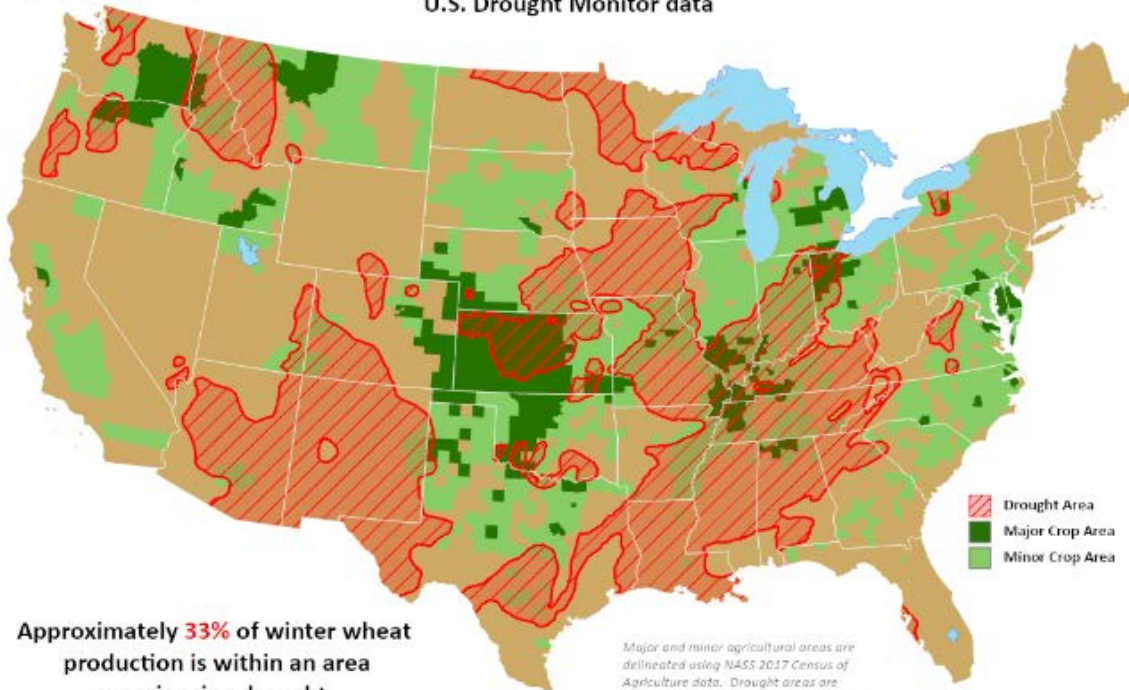 U.S. Drought Monitor data
Drought Area
Major Crop Area
Minor Crop Area
Approximately 33% of winter wheat
production is within an area
experiencing drought.
Major and minor agricultural areas are
delineated using NASS 2017 Census of
Agriculture data. Drought areas are